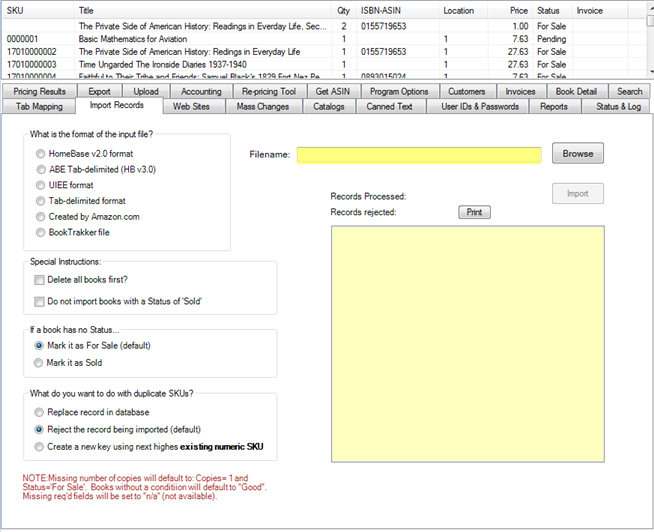 SKU Title Qty ISBN-ASIN Location Price Status Invoice
The Private Side of American History: Readings in Everday Life, Sec... 2 0155719653 1.00 For Sale
0000001 Basic Mathematics for Aviation 1 1 7.63 Pending
17010000002 The Private Side of American History: Redings in Everyday Life 1 0155719653 1 27.63 For Sale
17010000003 Time Ungarded The Ironside Diaries 1937-1940 1 1 27.63 For Sale
17010000004 Faithful to Their Tribe and Friends: Samuel Black's 1829 Fort Nez Pe... 1 0893015024 1 7.63 For Sale
Pricing Results Export Upload Accounting Re-pricing Tool Get ASIN Program Options Customers Invoices Book Detail Search
Tab Mapping Import Records Web Sites Mass Changes Catalogs Canned Text User IDs & Passwords Reports Status & Log
What is the format of the input file?
HomeBase v2.0 format
ABE Tab-delimited (HB v3.0)
UIEE format
Tab-delimited format
Created by Amazon.com
BookTrakker file
Filename: Browse
Import
Records Processed:
Records rejected: Print
Special Instructions:
Delete all books first?
Do not import books with a Status of 'Sold'
If a book has no Status...
Mark it as For Sale (default)
Mark it as Sold
What do you want to do with duplicate SKUs?
Replace record in database
Reject the record being imported (default)
Create a new key using next highes existing numeric SKU
NOTE:Missing number of copies will default to: Copies= 1 and
Status='For Sale'. Books without a conditiion will default to "Good".
Missing req'd fields will be set to "n/a" (not available).